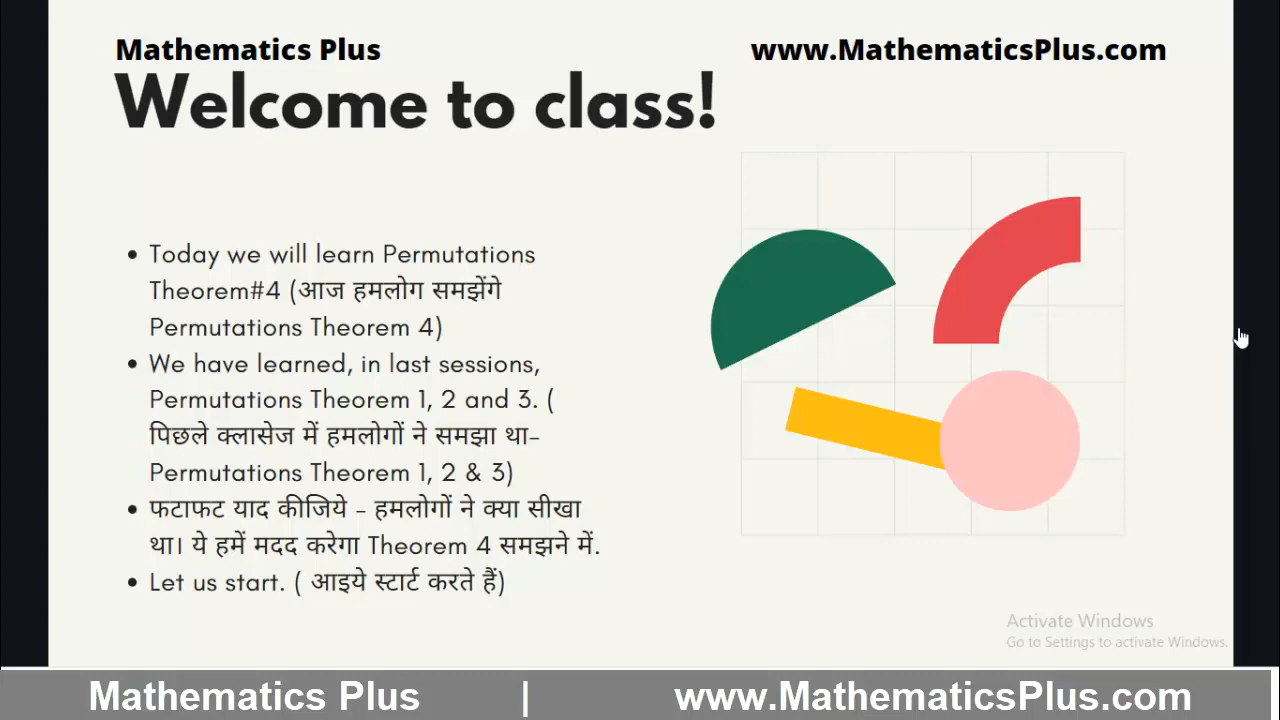 Mathematics Plus
www.MathematicsPlus.com
Welcome to class!
• Today we will learn Permutations
Theorem#4 (आज हमलोग समझेंगे
Permutations Theorem 4)
• We have learned, in last sessions,
Permutations Theorem 1, 2 and 3. (
पिछले क्लासेज में हमलोगों ने समझा था–
Permutations Theorem 1, 2 & 3)
• फटाफट याद कीजिये - हमलोगों ने क्या सीखा
था। ये हमें मदद करेगा Theorem 4 समझने में.
• Let us start. ( आइये स्टार्ट करते हैं)
Activate Windows
Go to Settings to activate Windows.
Mathematics Plus | www.MathematicsPlus.com